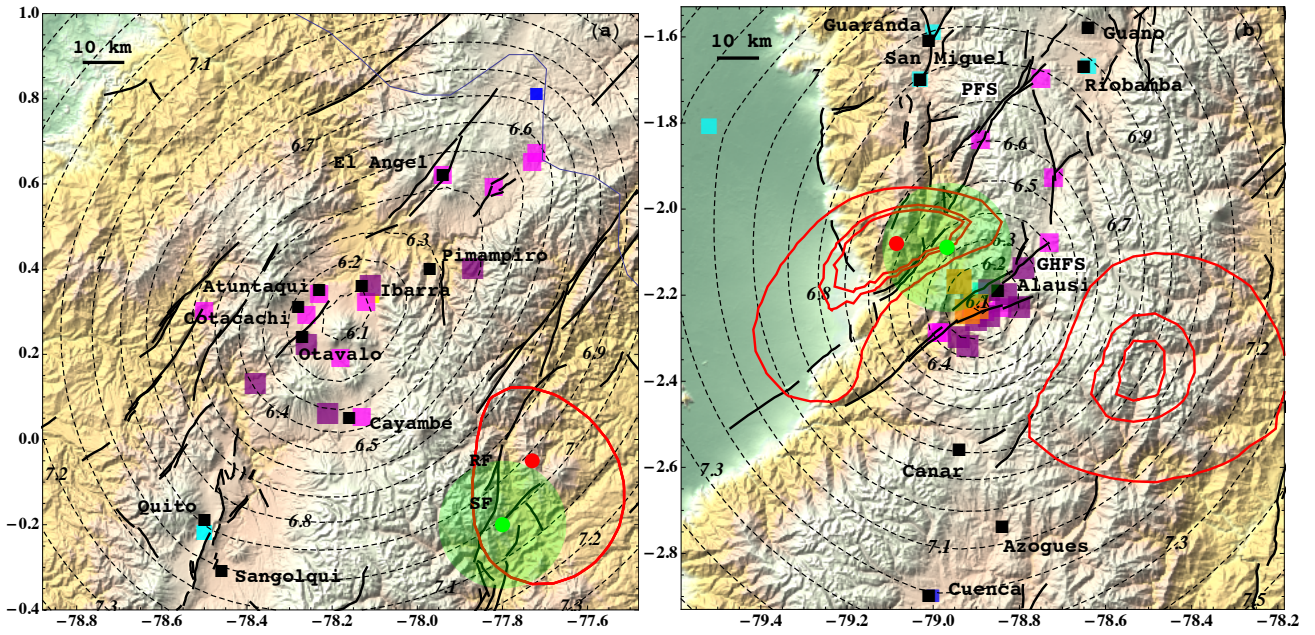 (a)
10 km
7.1
6.7
6.6
El Angel
6.3
Pimampiro
7
6.2
Atuntaqui
Ibarra
Cotacachi
6.1
Otavalo
6.9
6.4
Cayambe
6.5
7.2
RF
7
SF
Quito
6.8
7.2
Sangolqui
7.1
7.3
7.3
1.0
0.8
0.6
0.4
0.2
0.0
−0.2
−0.4
−78.8
−78.6
−78.4
−78.2
−78.0
−77.8
−77.6
(b)
10 km
Guaranda
Guano
San Miguel
7
PFS
Riobamba
6.6
6.9
6.5
6.7
6.3
6.2
GHFS
6.8
Alausi
6.1
7.2
6.4
Canar
7.3
Azogues
7.1
7.3
Cuenca
7.5
−1.6
−1.8
−2.0
−2.2
−2.4
−2.6
−2.8
−79.4
−79.2
−79.0
−78.8
−78.6
−78.4
−78.2